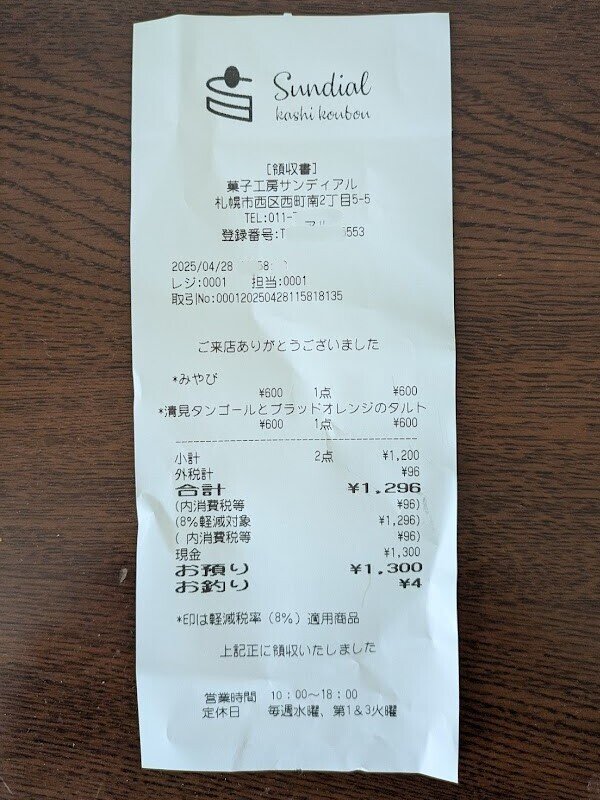 Sundial
kashi koubou
[領収書]
菓子工房サンディアル
札幌市西区西町南2丁目5-5
TEL:011-
登録番号:T 553
2025/04/28 58
レジ:0001 担当:0001
取引No:000120250428115818135
ご来店ありがとうございました
*みやび
¥600 1点 ¥600
*清見タンゴールとブラッドオレンジのタルト
¥600 1点 ¥600
小計 2点 ¥1,200
外税計 ¥96
合計 ¥1,296
(内消費税等 ¥96)
(8%軽減対象 ¥1,296)
( 内消費税等 ¥96)
現金 ¥1,300
お預り ¥1,300
お釣り ¥4
*印は軽減税率(8%)適用商品
上記正に領収いたしました
営業時間 10:00~18:00
定休日 毎週水曜、第1&3火曜